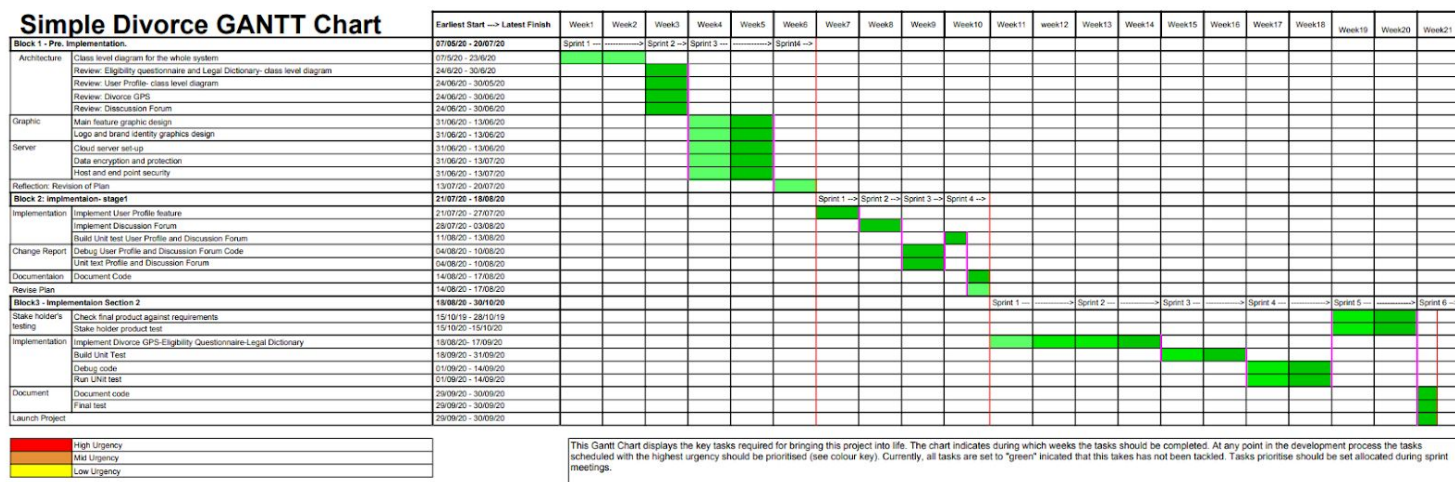 Simple Divorce GANTT Chart Earliest Start ---> Latest Finish Week1 Week2 Week3 Week4 Week5 Week6 Week7 Week8 Week9 Week10 Week11 week12 Week13 Week14 Week15 Week16 Week17 Week18 Week19 Week20 Week21
Block 1 - Pre. Implementation. 07/05/20 - 20/07/20 Sprint 1 --- -------------> Sprint 2 --> Sprint 3 --- -------------> Sprint4 -->
Architecture Class level diagram for the whole system 07/5/20 - 23/6/20
Review: Eligibility questionnaire and Legal Dictionary- class level diagram 24/6/20 - 30/6/20
Review: User Profile- class level diagram 24/06/20 - 30/05/20
Review: Divorce GPS 24/06/20 - 30/06/20
Review: Disscussion Forum 24/06/20 - 30/06/20
Graphic Main feature graphic design 31/06/20 - 13/06/20
Logo and brand identity graphics design 31/06/20 - 13/06/20
Server Cloud server set-up 31/06/20 - 13/06/20
Data encryption and protection 31/06/20 - 13/07/20
Host and end point security 31/06/20 - 13/07/20
Reflection: Revision of Plan 13/07/20 - 20/07/20
Block 2: implmentaion- stage1 21/07/20 - 18/08/20 Sprint 1 --> Sprint 2 --> Sprint 3 --> Sprint 4 -->
Implementation Implement User Profile feature 21/07/20 - 27/07/20
Implement Discussion Forum 28/07/20 - 03/08/20
Build Unit test User Profile and Discussion Forum 11/08/20 - 13/08/20
Change Report Debug User Profile and Discussion Forum Code 04/08/20 - 10/08/20
Unit text Profile and Discussion Forum 04/08/20 - 10/08/20
Documentaion Document Code 14/08/20 - 17/08/20
Revise Plan 14/08/20 - 17/08/20
Block3 - Implementaion Section 2 18/08/20 - 30/10/20 Sprint 1 --- -------------> Sprint 2 --- -------------> Sprint 3 --- -------------> Sprint 4 --- -------------> Sprint 5 --- -------------> Sprint 6 --
Stake holder's testing Check final product against requirements 15/10/19 - 28/10/19
Stake holder product test 15/10/20 -15/10/20
Implementation Implement Divorce GPS-Eligibility Questionnaire-Legal Dictionary 18/08/20- 17/09/20
Build Unit Test 18/09/20 - 31/09/20
Debug code 01/09/20 - 14/09/20
Run UNit test 01/09/20 - 14/09/20
Document Document code 29/09/20 - 30/09/20
Final test 29/09/20 - 30/09/20
Launch Project 29/09/20 - 30/09/20
High Urgency
Mid Urgency
Low Urgency
This Gantt Chart displays the key tasks required for bringing this project into life. The chart indicates during which weeks the tasks should be completed. At any point in the development process the tasks
scheduled with the highest urgency should be prioritised (see colour key). Currently, all tasks are set to "green" inicated that this takes has not been tackled. Tasks prioritise should be set allocated during sprint
meetings.